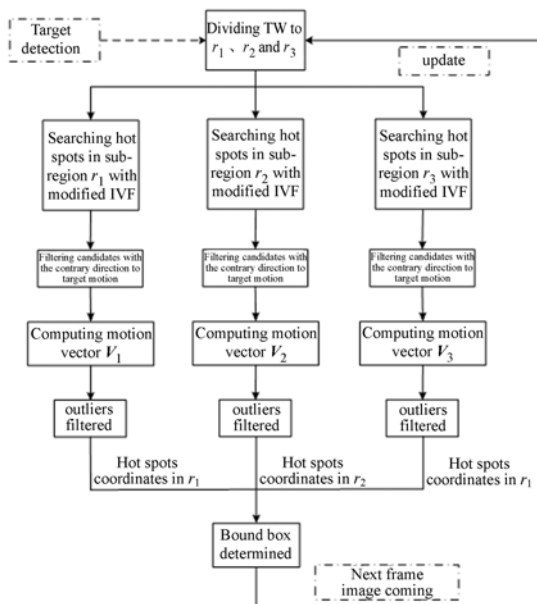 Target
detection
Dividing TW to
r₁ 、 r₂ and r₃
update
Searching hot
spots in sub-
region r₁ with
modified IVF
Searching hot
spots in sub-
region r₂ with
modified IVF
Searching hot
spots in sub-
region r₃ with
modified IVF
Filtering candidates with
the contrary direction to
target motion
Filtering candidates with
the contrary direction to
target motion
Filtering candidates with
the contrary direction to
target motion
Computing motion
vector V₁
Computing motion
vector V₂
Computing motion
vector V₃
outliers
filtered
outliers
filtered
outliers
filtered
Hot spots
coordinates in r₁
Hot spots
coordinates in r₂
Hot spots
coordinates in r₁
Bound box
determined
Next frame
image coming